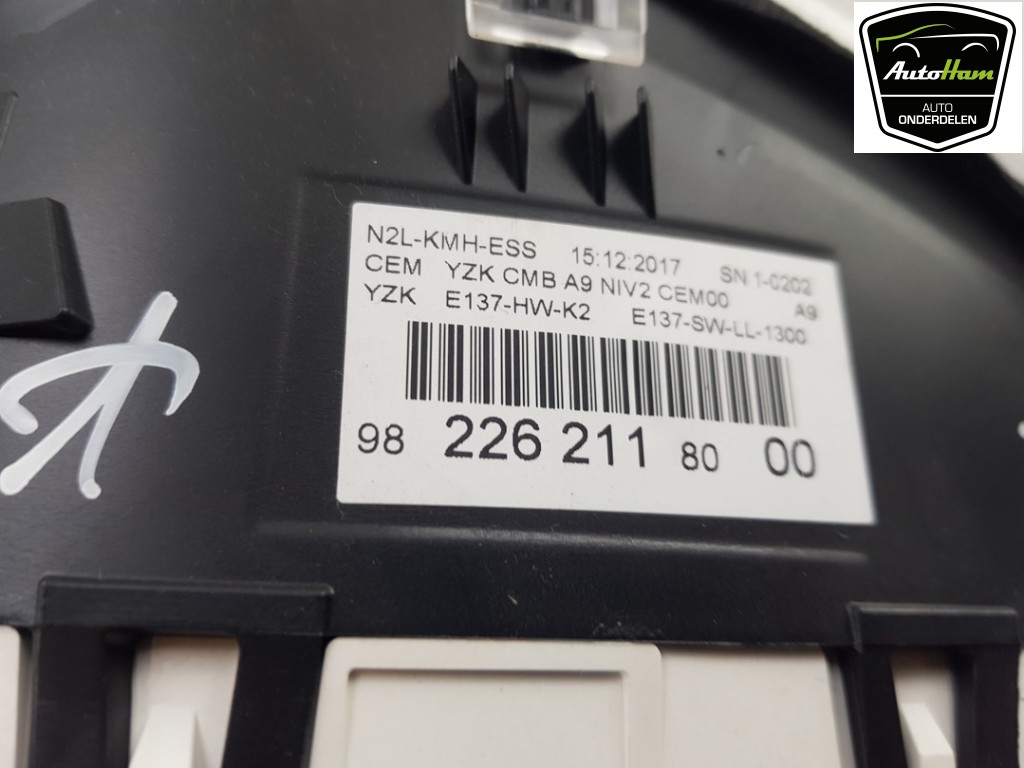 AutoHam
AUTO
ONDERDELEN
N2L-KMH-ESS 15:12:2017 SN 1-0202
CEM YZK CMB A9 NIV2 CEM00 A9
YZK E137-HW-K2 E137-SW-LL-1300
98 226 211 80 00